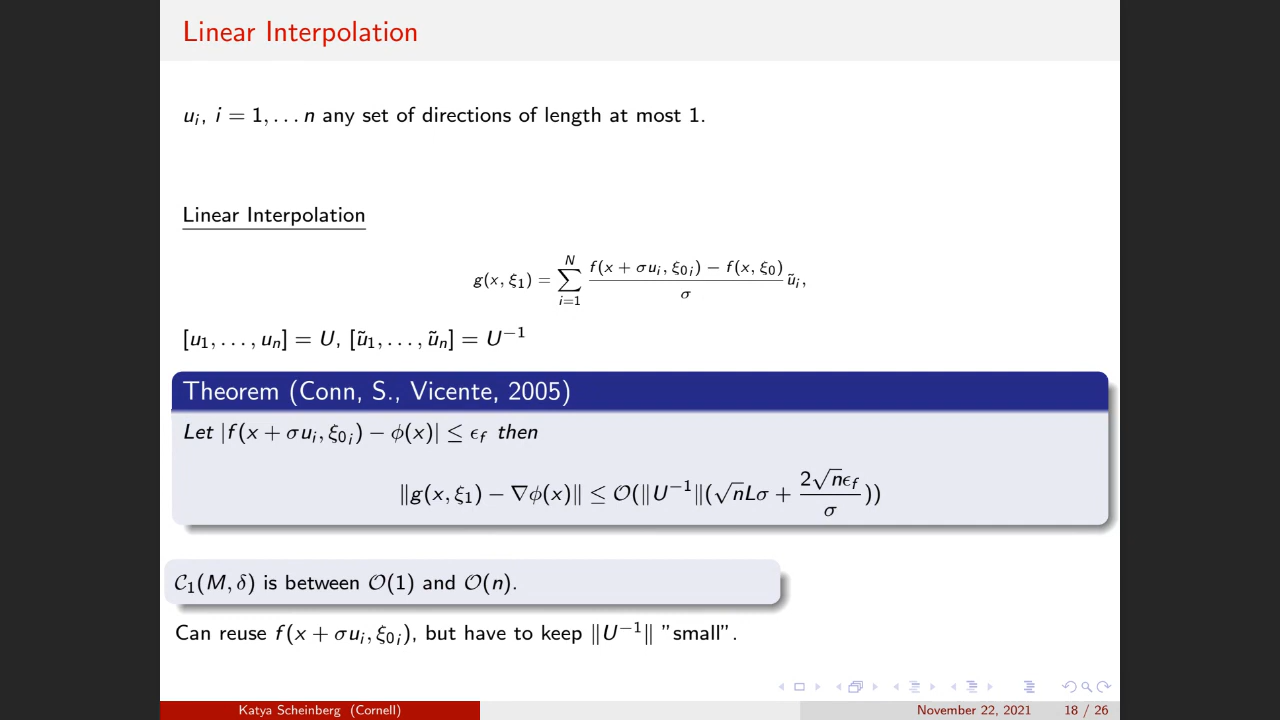 Linear Interpolation
u_i, i = 1, . . . n any set of directions of length at most 1.
Linear Interpolation
g(x, ξ_1) = ∑_{i=1}^{N} \frac{f(x + σu_i, ξ_{0i}) − f(x, ξ_0)}{σ} ũ_i,
[u_1, . . . , u_n] = U, [ũ_1, . . . , ũ_n] = U^{−1}
Theorem (Conn, S., Vicente, 2005)
Let |f(x + σu_i, ξ_{0i}) − ϕ(x)| ≤ ϵ_f then
‖g(x, ξ_1) − ∇ϕ(x)‖ ≤ O(‖U^{−1}‖(√n Lσ + \frac{2√n ϵ_f}{σ}))
C_1(M, δ) is between O(1) and O(n).
Can reuse f(x + σu_i, ξ_{0i}), but have to keep ‖U^{−1}‖ "small".
Katya Scheinberg (Cornell) November 22, 2021 18 / 26